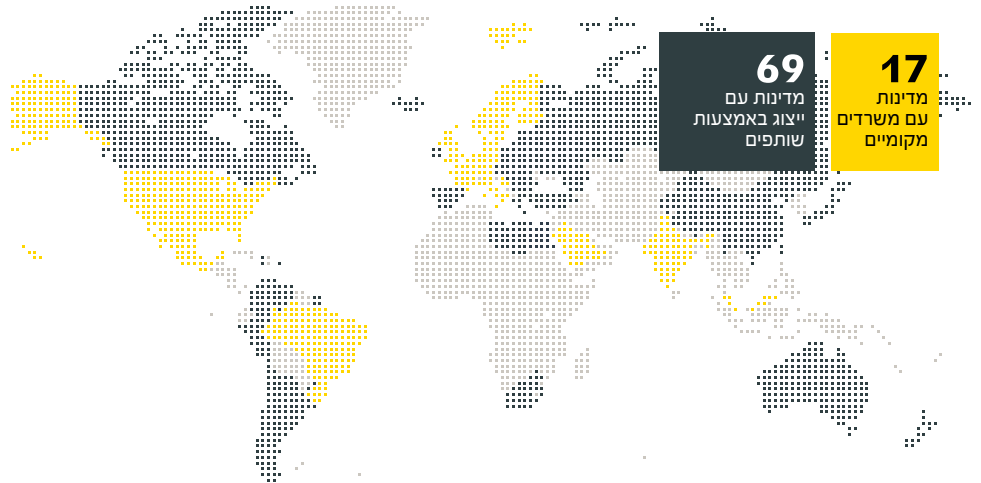 17
מדינות
עם משרדים
מקומיים
69
מדינות עם
ייצוג באמצעות
שותפים